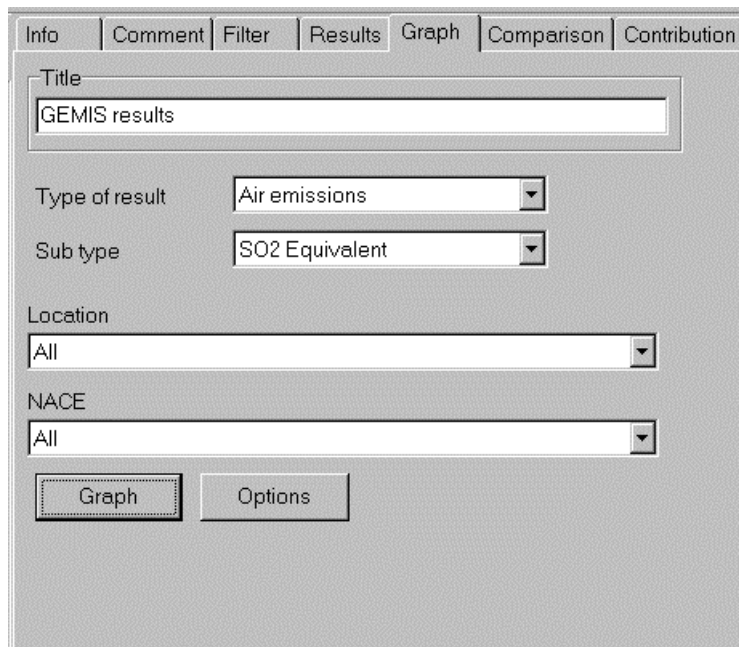 Info Comment Filter Results Graph Comparison Contribution
Title
GEMIS results
Type of result Air emissions
Sub type SO2 Equivalent
Location
All
NACE
All
Graph Options